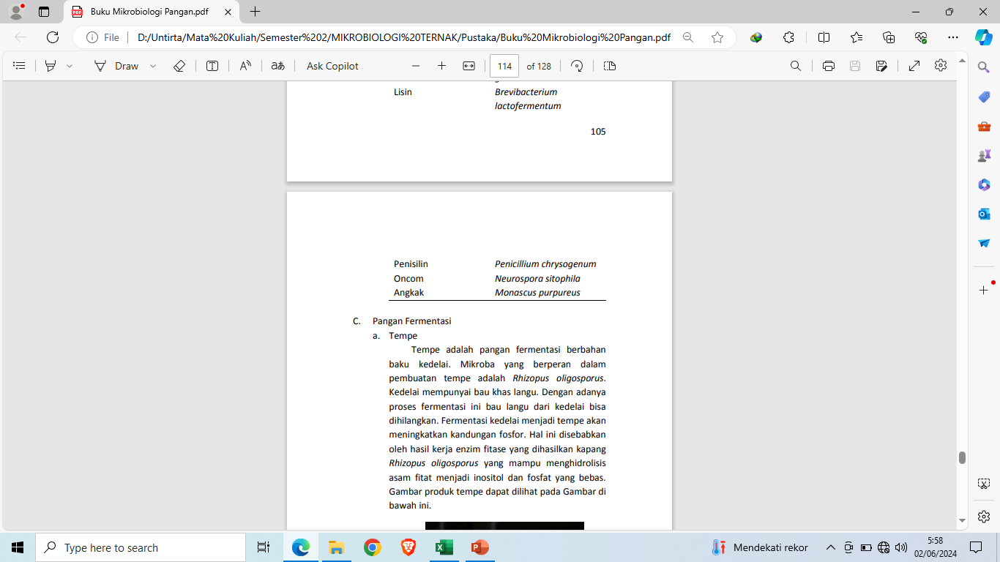 Buku Mikrobiologi Pangan.pdf
File
D:/Untirta/Mata%20Kuliah/Semester%202/MIKROBIOLOGI%20TERNAK/Pustaka/Buku%20Mikrobiologi%20Pangan.pdf
Draw
Ask Copilot
114
of 128
Lisin
Brevibacterium
lactofermentum
105
Penisilin Penicillium chrysogenum
Oncom Neurospora sitophila
Angkak Monascus purpureus
C. Pangan Fermentasi
a. Tempe
Tempe adalah pangan fermentasi berbahan
baku kedelai. Mikroba yang berperan dalam
pembuatan tempe adalah Rhizopus oligosporus.
Kedelai mempunyai bau khas langu. Dengan adanya
proses fermentasi ini bau langu dari kedelai bisa
dihilangkan. Fermentasi kedelai menjadi tempe akan
meningkatkan kandungan fosfor. Hal ini disebabkan
oleh hasil kerja enzim fitase yang dihasilkan kapang
Rhizopus oligosporus yang mampu menghidrolisis
asam fitat menjadi inositol dan fosfat yang bebas.
Gambar produk tempe dapat dilihat pada Gambar di
bawah ini.
Type here to search
Mendekati rekor
5:58
02/06/2024